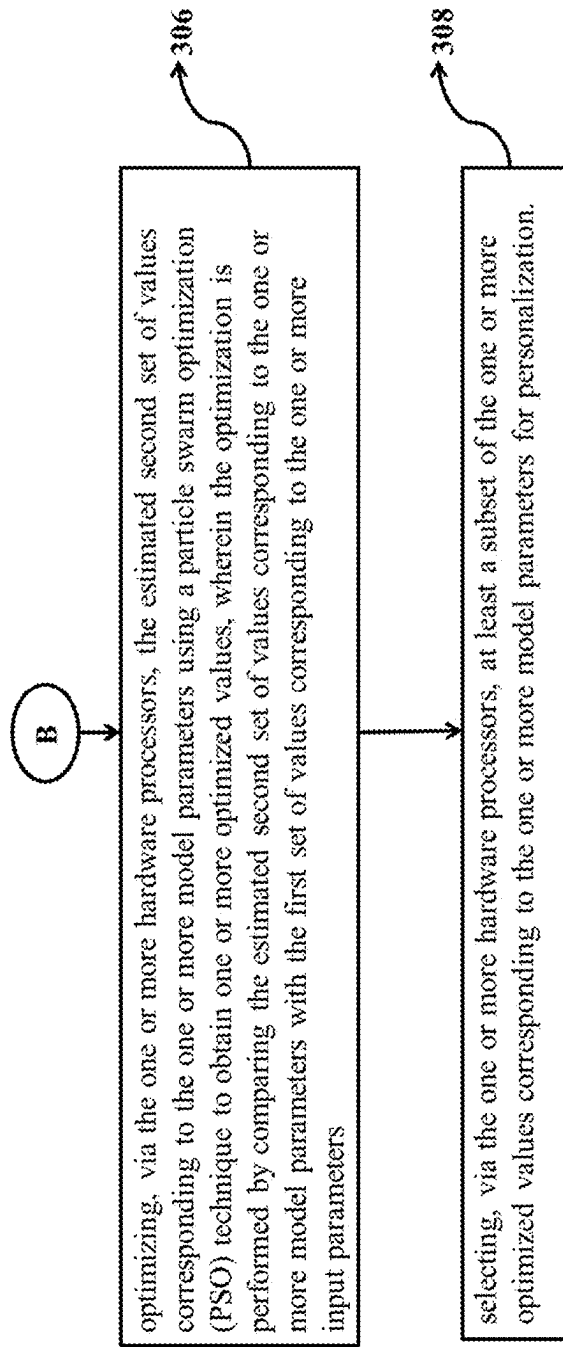 B
optimizing, via the one or more hardware processors, the estimated second set of values
corresponding to the one or more model parameters using a particle swarm optimization
(PSO) technique to obtain one or more optimized values, wherein the optimization is
performed by comparing the estimated second set of values corresponding to the one or
more model parameters with the first set of values corresponding to the one or more
input parameters
306
selecting, via the one or more hardware processors, at least a subset of the one or more
optimized values corresponding to the one or more model parameters for personalization.
308